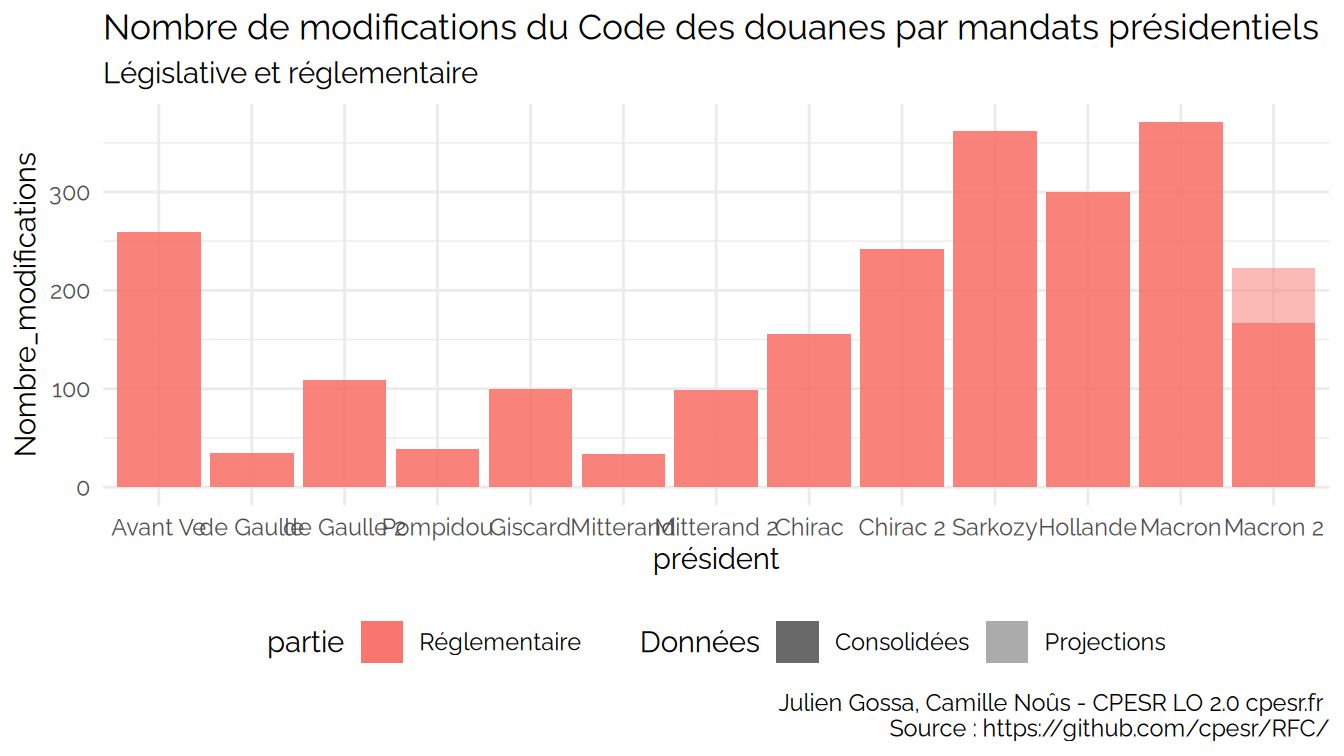 Nombre de modifications du Code des douanes par mandats présidentiels
Législative et réglementaire
Nombre_modifications
300
200
100
0
Avant Ve de Gaulle de Gaulle 2 Pompidou Giscard Mitterand Mitterand 2 Chirac Chirac 2 Sarkozy Hollande Macron Macron 2
président
partie Réglementaire Données Consolidées Projections
Julien Gossa, Camille Noûs - CPESR LO 2.0 cpesr.fr
Source : https://github.com/cpesr/RFC/